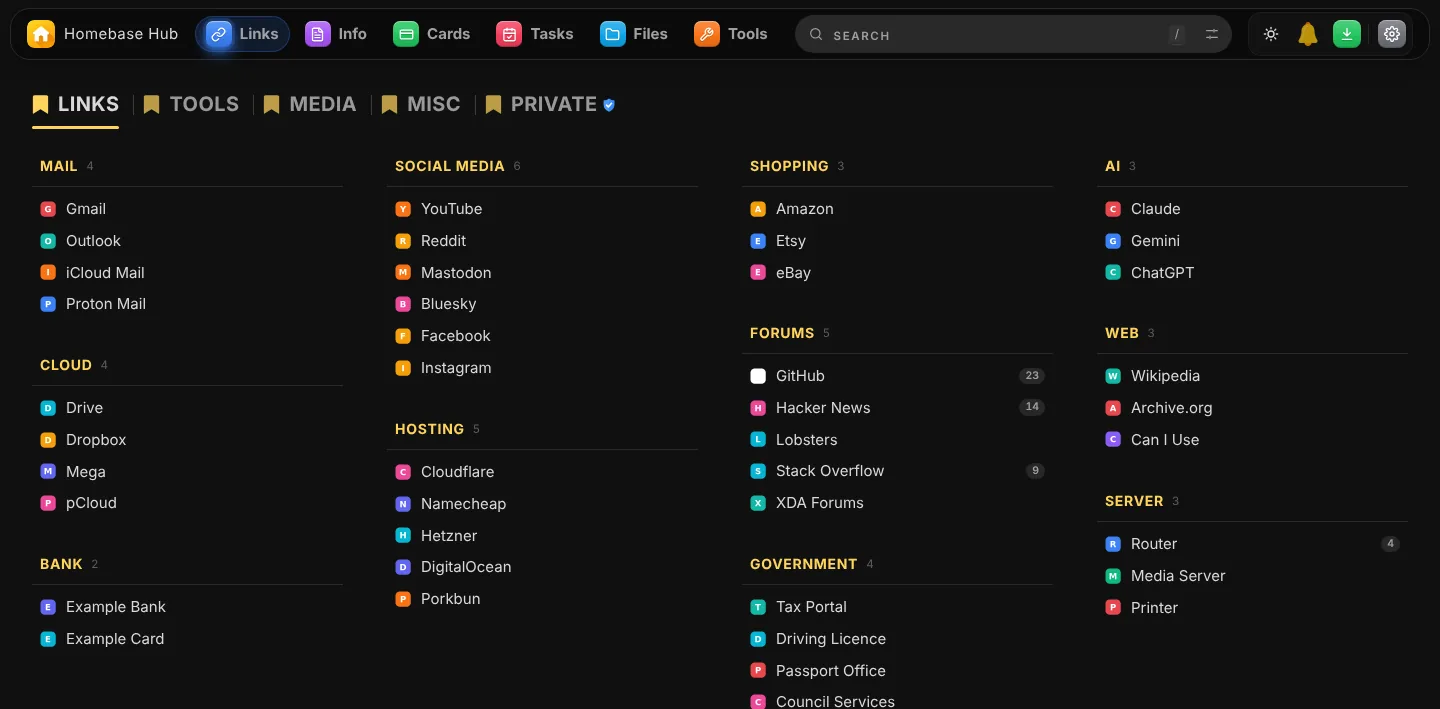 Homebase Hub
Links
Info
Cards
Tasks
Files
Tools
SEARCH
/
LINKS
TOOLS
MEDIA
MISC
PRIVATE
MAIL 4
G Gmail
O Outlook
I iCloud Mail
P Proton Mail
CLOUD 4
D Drive
D Dropbox
M Mega
P pCloud
BANK 2
E Example Bank
E Example Card
SOCIAL MEDIA 6
Y YouTube
R Reddit
M Mastodon
B Bluesky
F Facebook
I Instagram
HOSTING 5
C Cloudflare
N Namecheap
H Hetzner
D DigitalOcean
P Porkbun
SHOPPING 3
A Amazon
E Etsy
E eBay
FORUMS 5
GitHub 23
H Hacker News 14
L Lobsters
S Stack Overflow 9
X XDA Forums
GOVERNMENT 4
T Tax Portal
D Driving Licence
P Passport Office
C Council Services
AI 3
C Claude
G Gemini
C ChatGPT
WEB 3
W Wikipedia
A Archive.org
C Can I Use
SERVER 3
R Router 4
M Media Server
P Printer